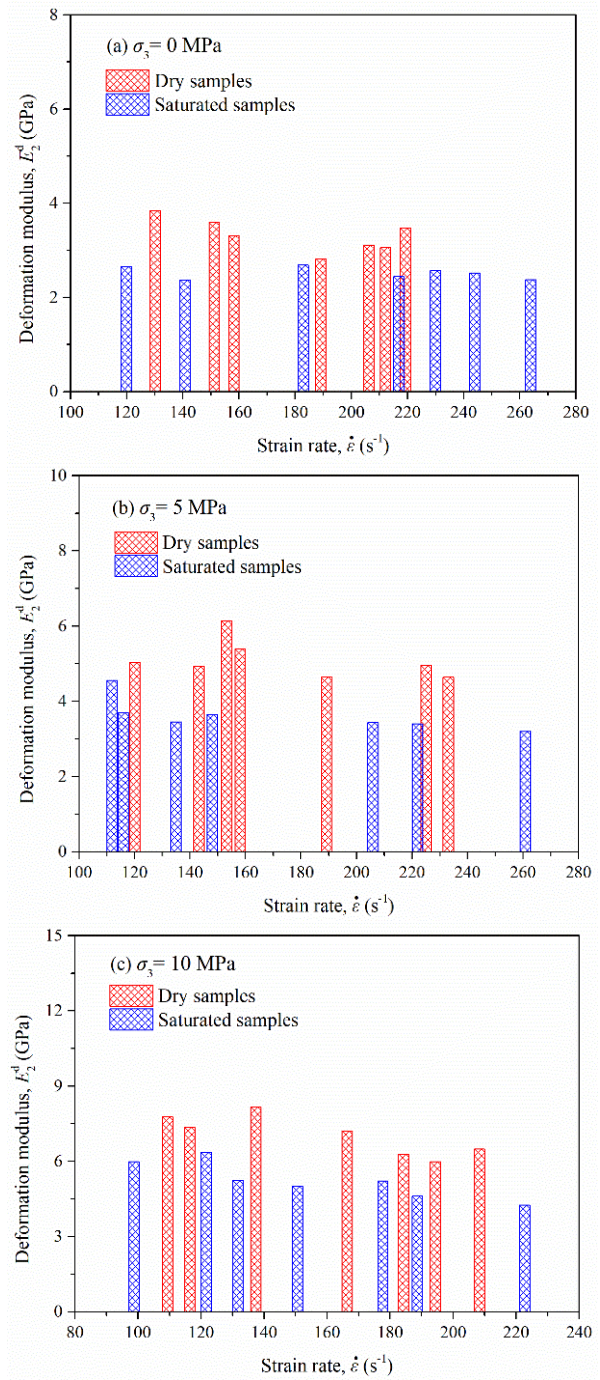 (a) σ₃= 0 MPa
Dry samples
Saturated samples
Deformation modulus, E₂ᵈ (GPa)
8
6
4
2
0
100 120 140 160 180 200 220 240 260 280
Strain rate, ε̇ (s⁻¹)
(b) σ₃= 5 MPa
Dry samples
Saturated samples
Deformation modulus, E₂ᵈ (GPa)
10
8
6
4
2
0
100 120 140 160 180 200 220 240 260 280
Strain rate, ε̇ (s⁻¹)
(c) σ₃= 10 MPa
Dry samples
Saturated samples
Deformation modulus, E₂ᵈ (GPa)
15
12
9
6
3
0
80 100 120 140 160 180 200 220 240
Strain rate, ε̇ (s⁻¹)